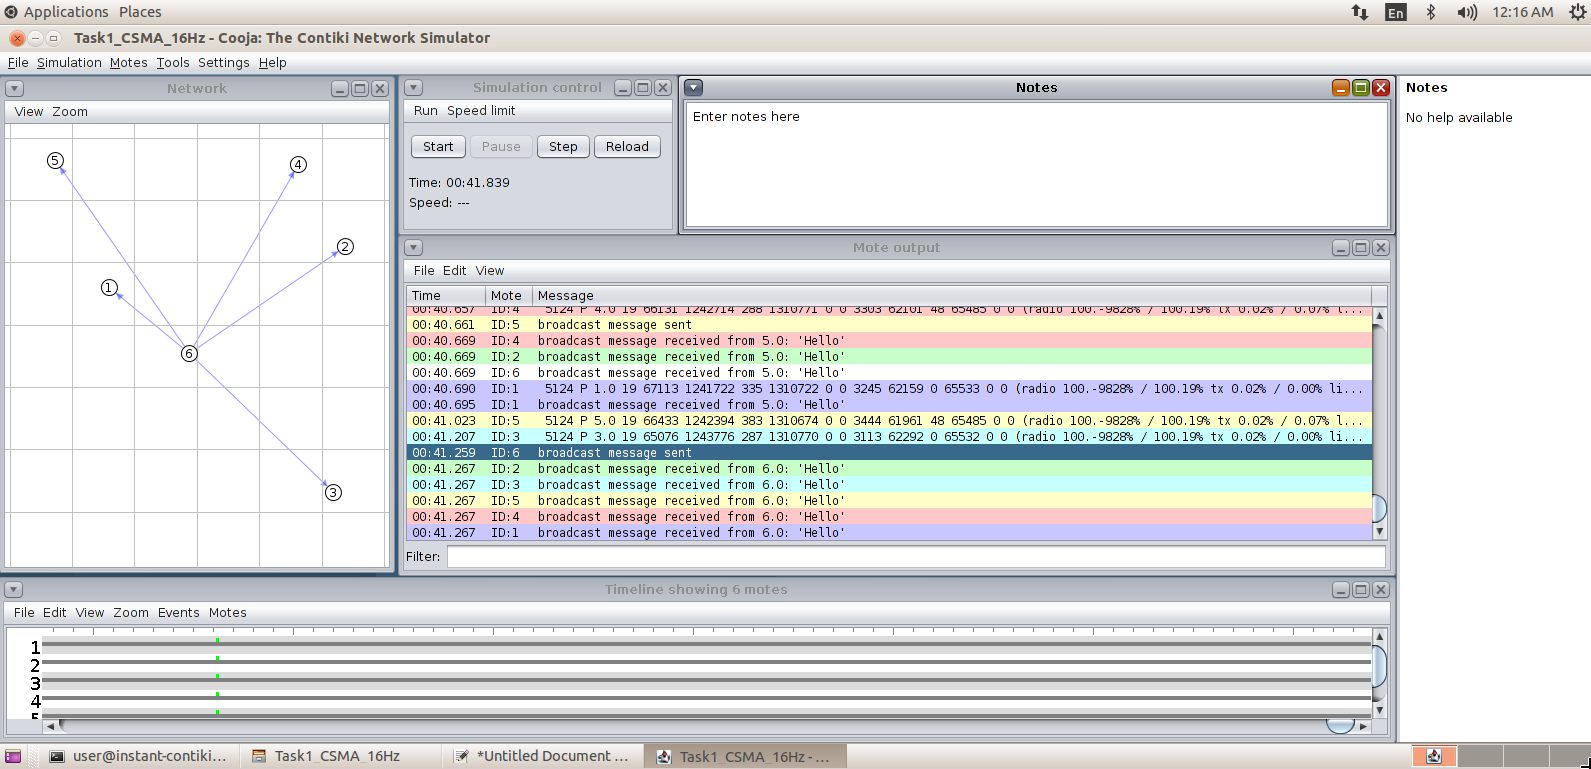 Applications Places
En 12:16 AM
Task1_CSMA_16Hz - Cooja: The Contiki Network Simulator
File Simulation Motes Tools Settings Help
Network
View Zoom
5
4
2
1
6
3
Simulation control
Run Speed limit
Start Pause Step Reload
Time: 00:41.839
Speed: ---
Notes
Enter notes here
Notes
No help available
Mote output
File Edit View
Time Mote Message
00:40.657 ID:4 5124 P 4.0 19 66131 1242714 288 1310771 0 0 3303 62101 48 65485 0 0 (radio 100.-9828% / 100.19% tx 0.02% / 0.07% l...
00:40.661 ID:5 broadcast message sent
00:40.669 ID:4 broadcast message received from 5.0: 'Hello'
00:40.669 ID:2 broadcast message received from 5.0: 'Hello'
00:40.669 ID:6 broadcast message received from 5.0: 'Hello'
00:40.690 ID:1 5124 P 1.0 19 67113 1241722 335 1310722 0 0 3245 62159 0 65533 0 0 (radio 100.-9828% / 100.19% tx 0.02% / 0.00% li...
00:40.695 ID:1 broadcast message received from 5.0: 'Hello'
00:41.023 ID:5 5124 P 5.0 19 66433 1242394 383 1310674 0 0 3444 61961 48 65485 0 0 (radio 100.-9828% / 100.19% tx 0.02% / 0.07% l...
00:41.207 ID:3 5124 P 3.0 19 65076 1243776 287 1310770 0 0 3113 62292 0 65532 0 0 (radio 100.-9828% / 100.19% tx 0.02% / 0.00% li...
00:41.259 ID:6 broadcast message sent
00:41.267 ID:2 broadcast message received from 6.0: 'Hello'
00:41.267 ID:3 broadcast message received from 6.0: 'Hello'
00:41.267 ID:5 broadcast message received from 6.0: 'Hello'
00:41.267 ID:4 broadcast message received from 6.0: 'Hello'
00:41.267 ID:1 broadcast message received from 6.0: 'Hello'
Filter:
Timeline showing 6 motes
File Edit View Zoom Events Motes
1
2
3
4
5
user@instant-contiki... Task1_CSMA_16Hz *Untitled Document ... Task1_CSMA_16Hz - ...